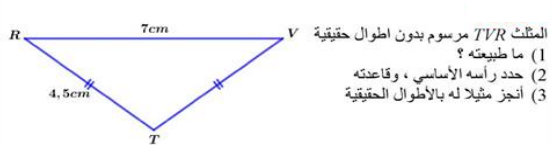 R 7cm V
4,5cm
T
المثلث TVR مرسوم بدون اطوال حقيقية
1) ما طبيعته ؟
2) حدد رأسه الأساسي ، وقاعدته
3) أنجز مثيلا له بالأطوال الحقيقية